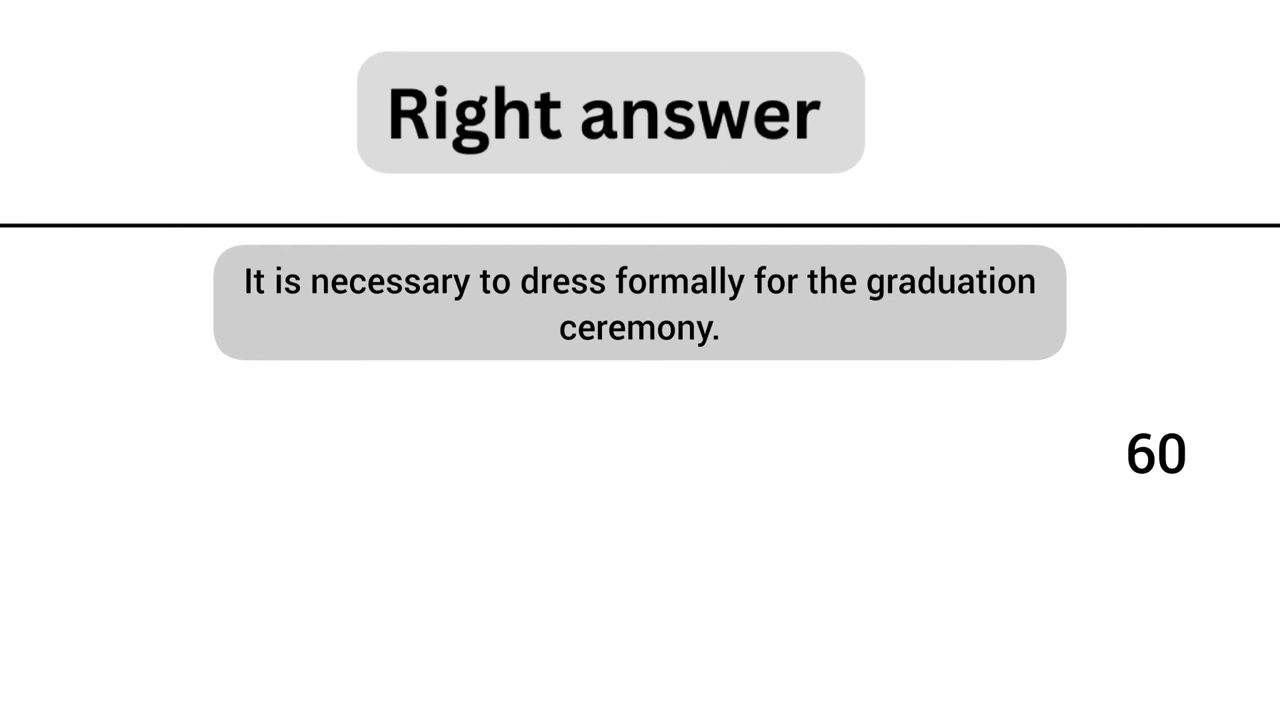 Right answer
It is necessary to dress formally for the graduation
ceremony.
60